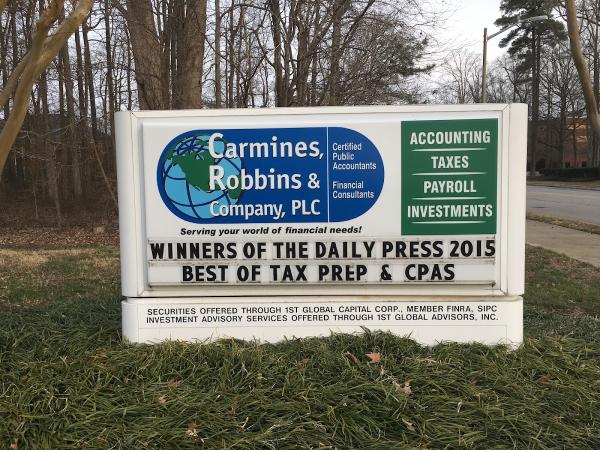 Carmines,
Robbins &
Company, PLC
Certified
Public
Accountants
Financial
Consultants
Serving your world of financial needs!
ACCOUNTING
TAXES
PAYROLL
INVESTMENTS
WINNERS OF THE DAILY PRESS 2015
BEST OF TAX PREP & CPAS
SECURITIES OFFERED THROUGH 1ST GLOBAL CAPITAL CORP., MEMBER FINRA, SIPC
INVESTMENT ADVISORY SERVICES OFFERED THROUGH 1ST GLOBAL ADVISORS, INC.